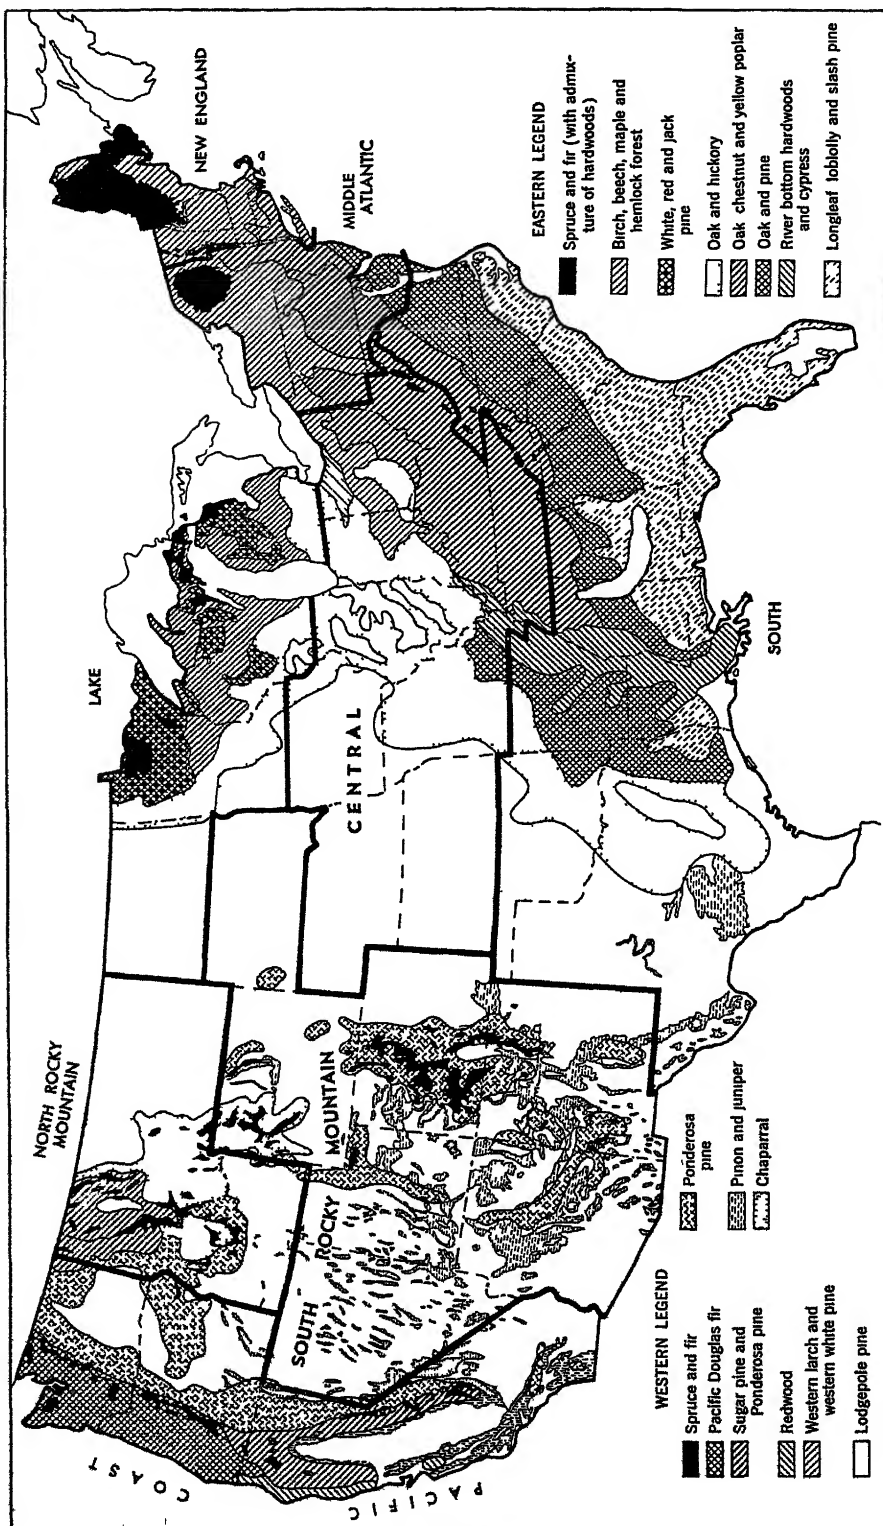 NEW ENGLAND
MIDDLE
ATLANTIC
LAKE
CENTRAL
SOUTH
NORTH ROCKY
MOUNTAIN
SOUTH ROCKY MOUNTAIN
PACIFIC COAST
EASTERN LEGEND
Spruce and fir (with admix-
ture of hardwoods)
Birch, beech, maple and
hemlock forest
White, red and jack
pine
Oak and hickory
Oak chestnut and yellow poplar
Oak and pine
River bottom hardwoods
and cypress
Longleaf loblolly and slash pine
WESTERN LEGEND
Spruce and fir
Pacific Douglas fir
Sugar pine and
Ponderosa pine
Redwood
Western larch and
western white pine
Lodgepole pine
Ponderosa
pine
Pinon and juniper
Chaparral